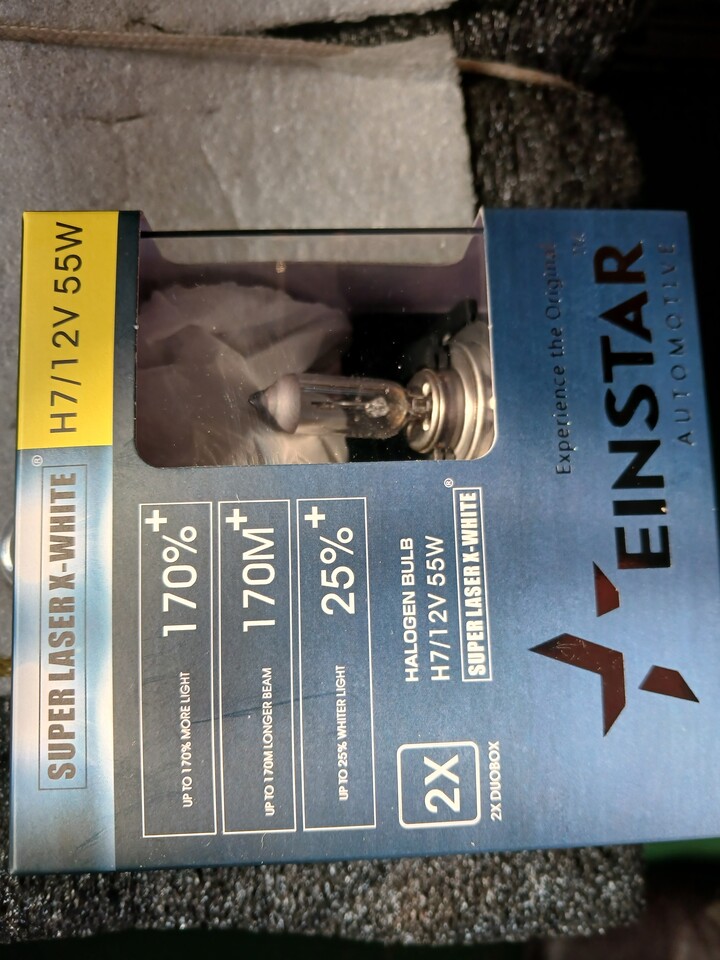 SUPER LASER X-WHITE®
H7/12V 55W
UP TO 170% MORE LIGHT
170%+
UP TO 170M LONGER BEAM
170M+
UP TO 25% WHITER LIGHT
25%+
2X
2X DUOBOX
HALOGEN BULB
H7/12V 55W
SUPER LASER X-WHITE®
Experience the Original
EINSTAR
AUTOMOTIVE